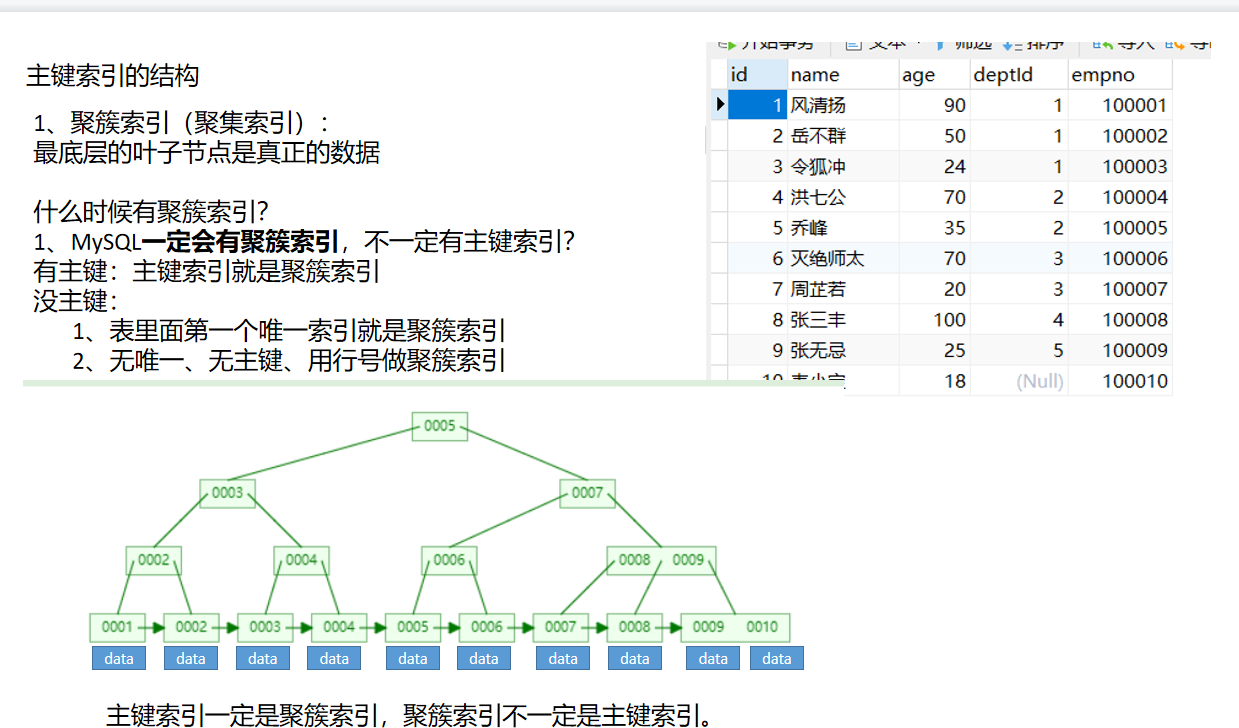 主键索引的结构
1、聚簇索引（聚集索引）:
最底层的叶子节点是真正的数据
什么时候有聚簇索引?
1、MySQL一定会有聚簇索引，不一定有主键索引?
有主键：主键索引就是聚簇索引
没主键:
1、表里面第一个唯一索引就是聚簇索引
2、无唯一、无主键、用行号做聚簇索引
开始事务 文本 筛选 排序 导入
id name age deptId empno
1 风清扬 90 1 100001
2 岳不群 50 1 100002
3 令狐冲 24 1 100003
4 洪七公 70 2 100004
5 乔峰 35 2 100005
6 灭绝师太 70 3 100006
7 周芷若 20 3 100007
8 张三丰 100 4 100008
9 张无忌 25 5 100009
10 18 (Null) 100010
0005
0003 0007
0002 0004 0006 0008 0009
0001 0002 0003 0004 0005 0006 0007 0008 0009 0010
data data data data data data data data data data
主键索引一定是聚簇索引，聚簇索引不一定是主键索引。